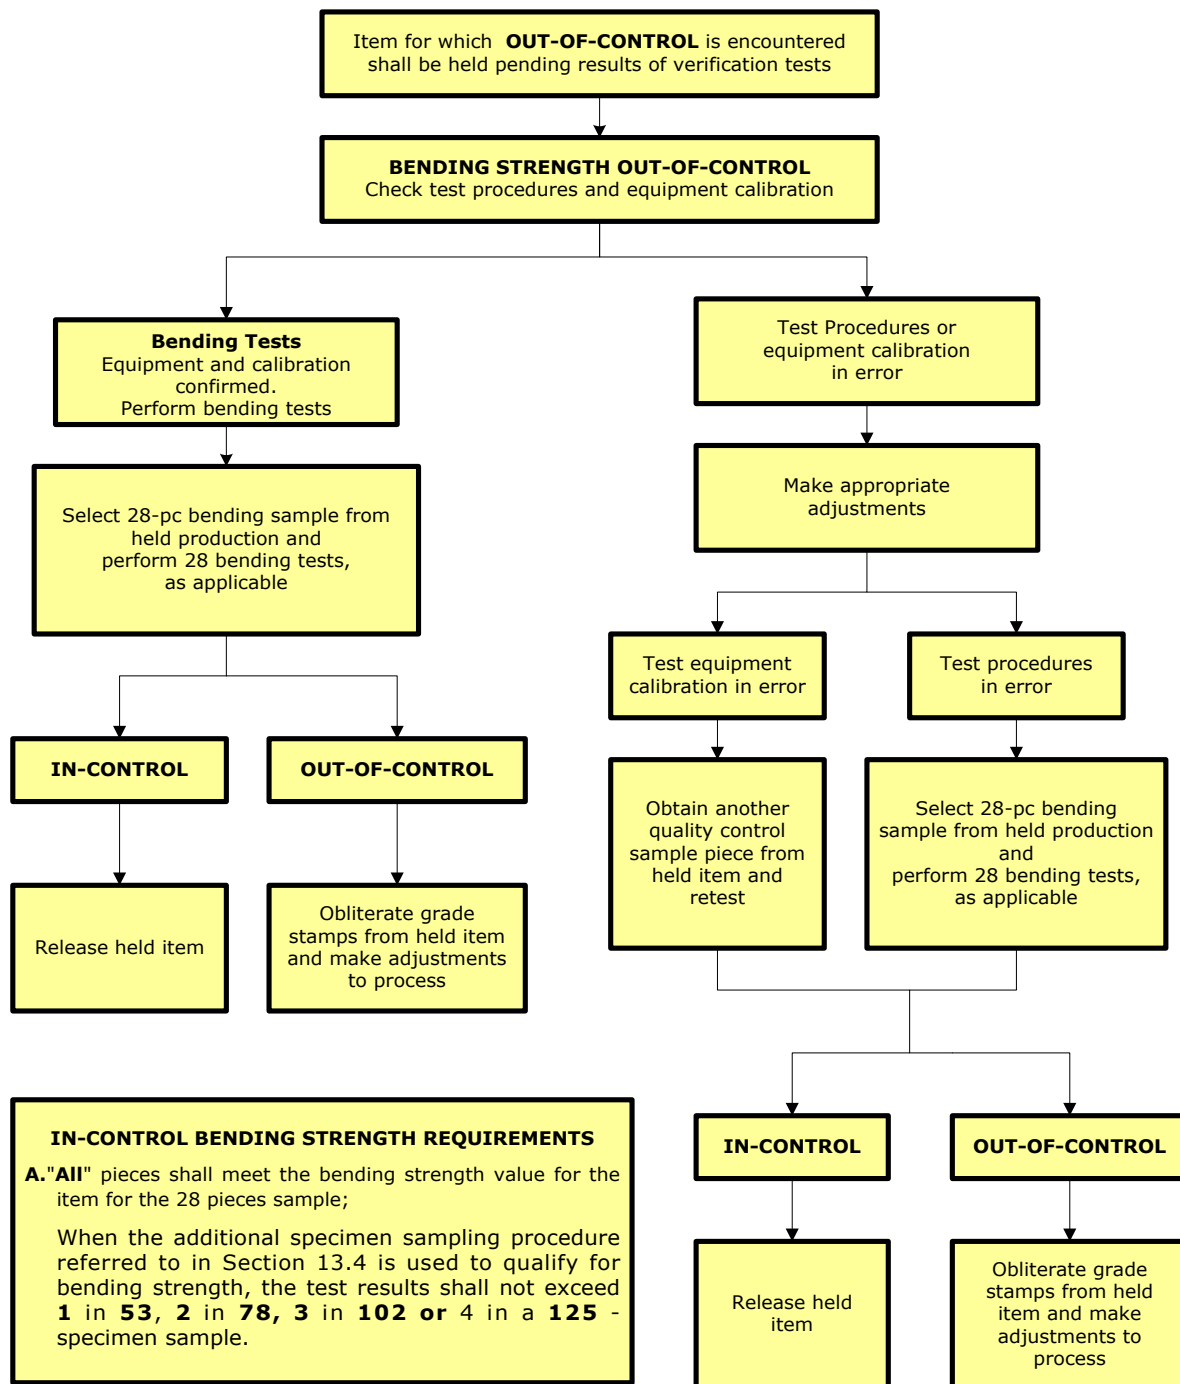 Item for which OUT-OF-CONTROL is encountered
shall be held pending results of verification tests
BENDING STRENGTH OUT-OF-CONTROL
Check test procedures and equipment calibration
Bending Tests
Equipment and calibration
confirmed.
Perform bending tests
Test Procedures or
equipment calibration
in error
Select 28-pc bending sample from
held production and
perform 28 bending tests,
as applicable
Make appropriate
adjustments
Test equipment
calibration in error
Test procedures
in error
IN-CONTROL
OUT-OF-CONTROL
Obtain another
quality control
sample piece from
held item and
retest
Select 28-pc bending
sample from held production
and
perform 28 bending tests,
as applicable
Release held item
Obliterate grade
stamps from held item
and make adjustments
to process
IN-CONTROL BENDING STRENGTH REQUIREMENTS
A."All" pieces shall meet the bending strength value for the
item for the 28 pieces sample;
When the additional specimen sampling procedure
referred to in Section 13.4 is used to qualify for
bending strength, the test results shall not exceed
1 in 53, 2 in 78, 3 in 102 or 4 in a 125 -
specimen sample.
IN-CONTROL
OUT-OF-CONTROL
Release held
item
Obliterate grade
stamps from held
item and make
adjustments to
process